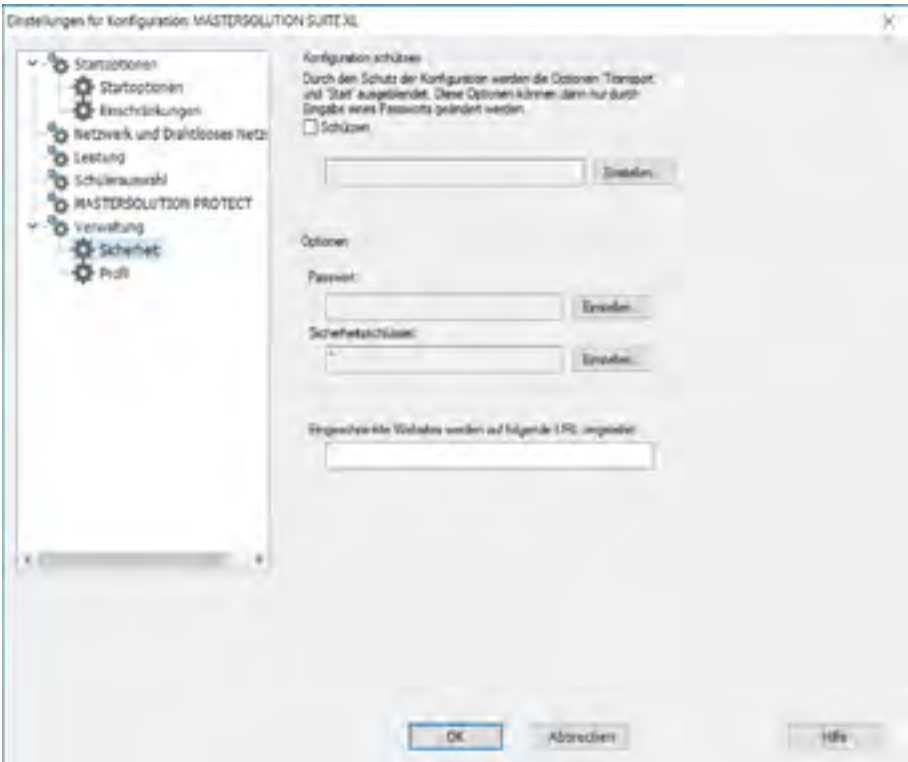 Einstellungen für Konfiguration: MASTERSOLUTION SUITE XL
Startoptionen
Startoptionen
Einschränkungen
Netzwerk und Drahtloses Netz
Leistung
Schülerauswahl
MASTERSOLUTION PROTECT
Verwaltung
Sicherheit
Profil
Konfiguration schützen
Durch den Schutz der Konfiguration werden die Optionen 'Transport'
und 'Start' ausgeblendet. Diese Optionen können dann nur durch
Eingabe eines Passworts geändert werden.
Schützen
Einstellen...
Optionen
Passwort:
Einstellen...
Sicherheitsschlüssel:
*
Einstellen...
Eingeschränkte Websites werden auf folgende URL umgeleitet:
OK
Abbrechen
Hilfe